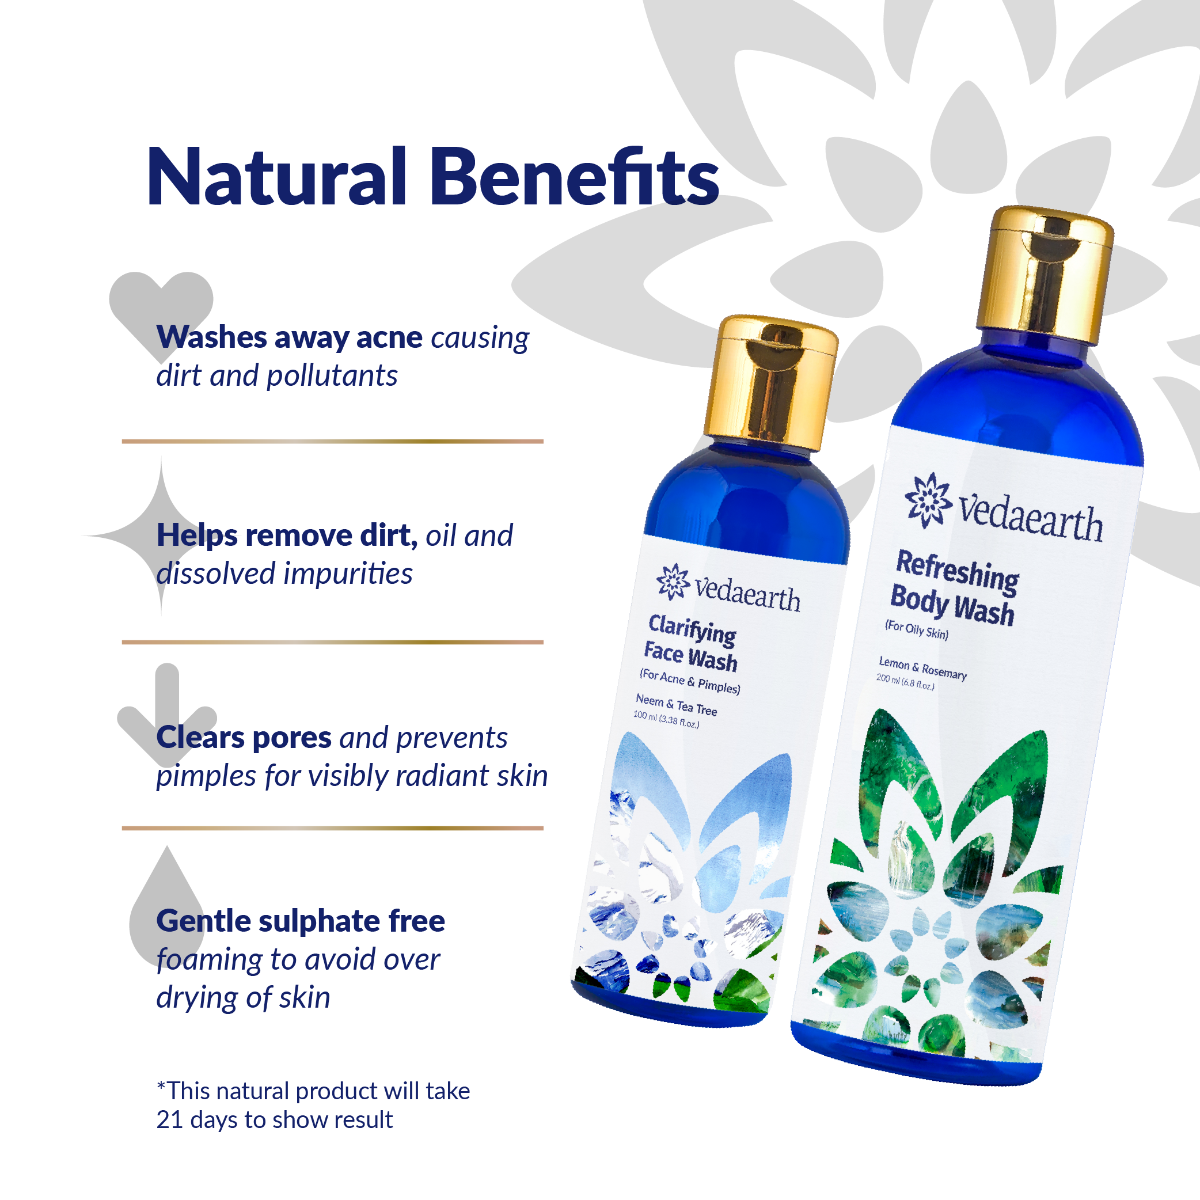 Natural Benefits
Washes away acne causing
dirt and pollutants
Helps remove dirt, oil and
dissolved impurities
Clears pores and prevents
pimples for visibly radiant skin
Gentle sulphate free
foaming to avoid over
drying of skin
*This natural product will take
21 days to show result
vedaearth
Clarifying
Face Wash
(For Acne & Pimples)
Neem & Tea Tree
100 ml (3.38 fl.oz.)
vedaearth
Refreshing
Body Wash
(For Oily Skin)
Lemon & Rosemary
200 ml (6.8 fl.oz.)